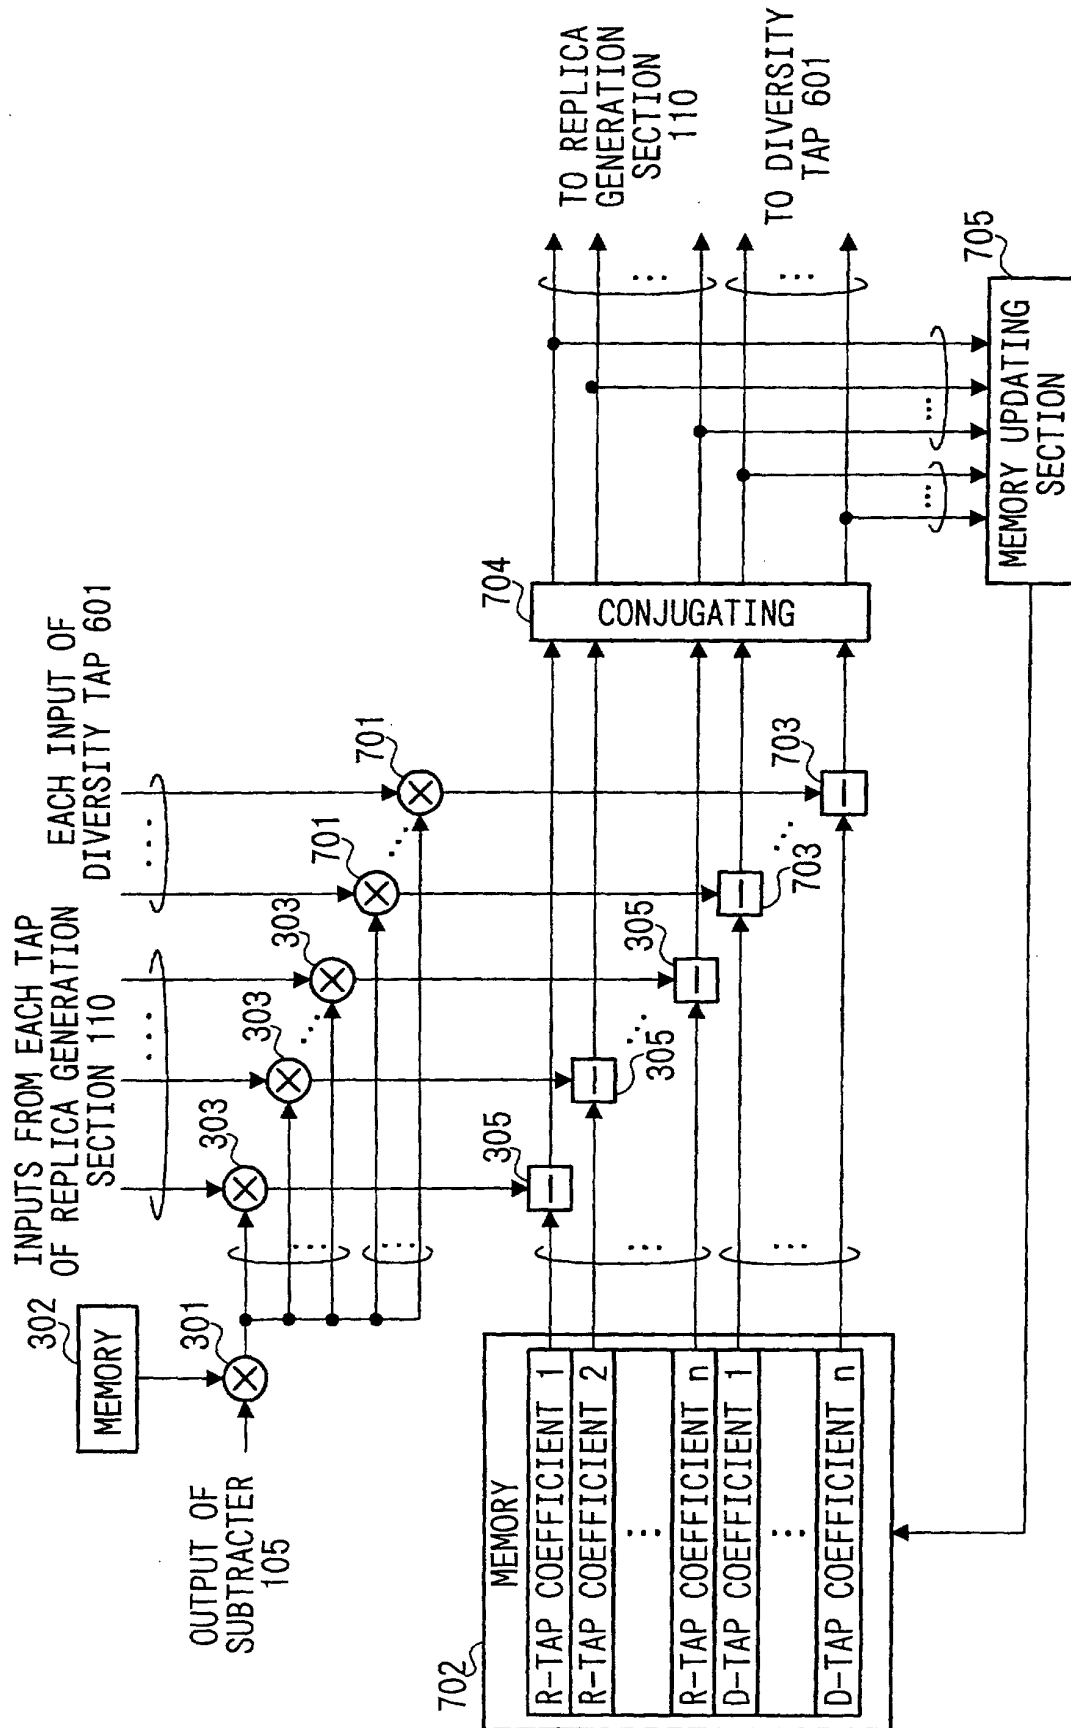 INPUTS FROM EACH TAP
OF REPLICA GENERATION
SECTION 110
EACH INPUT OF
DIVERSITY TAP 601
302
MEMORY
301
303
303
303
701
701
OUTPUT OF
SUBTRACTER
105
305
305
305
703
703
704
CONJUGATING
TO REPLICA
GENERATION
SECTION
110
TO DIVERSITY
TAP 601
702
MEMORY
R-TAP COEFFICIENT 1
R-TAP COEFFICIENT 2
R-TAP COEFFICIENT n
D-TAP COEFFICIENT 1
D-TAP COEFFICIENT n
705
MEMORY UPDATING
SECTION